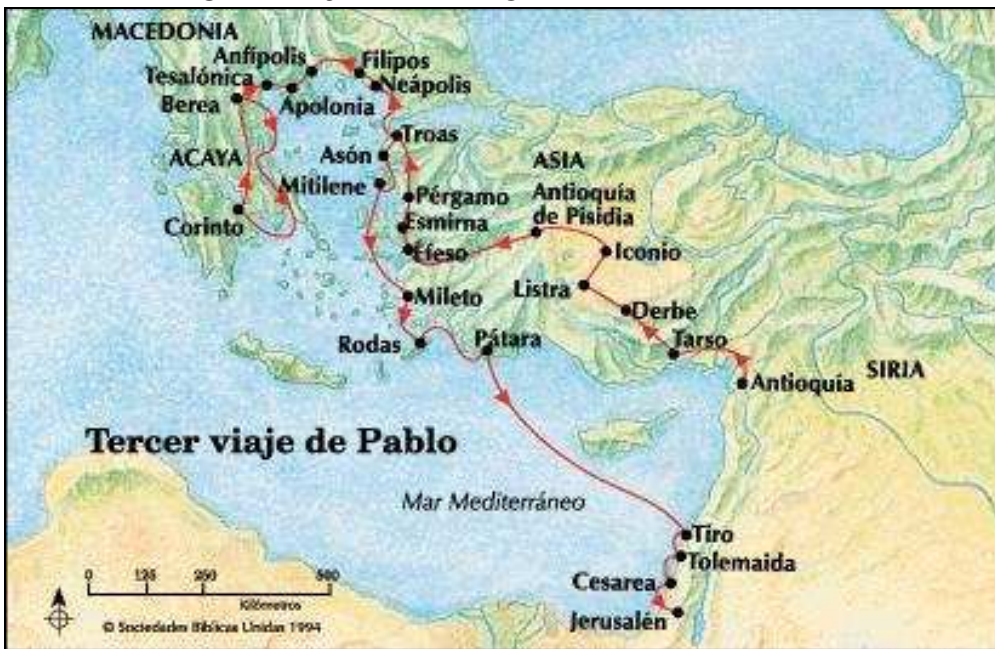 MACEDONIA
Anfípolis
Filipos
Tesalónica
Neápolis
Berea
Apolonia
Troas
ACAYA
Asón
ASIA
Mitilene
Pérgamo
Antioquía
de Pisidia
Corinto
Esmirna
Efeso
Iconio
Listra
Mileto
Derbe
Rodas
Pátara
Tarso
SIRIA
Antioquía
Tercer viaje de Pablo
Mar Mediterráneo
Tiro
Tolemaida
Cesarea
Jerusalén
0 125 250 500
Kilómetros
© Sociedades Bíblicas Unidas 1994